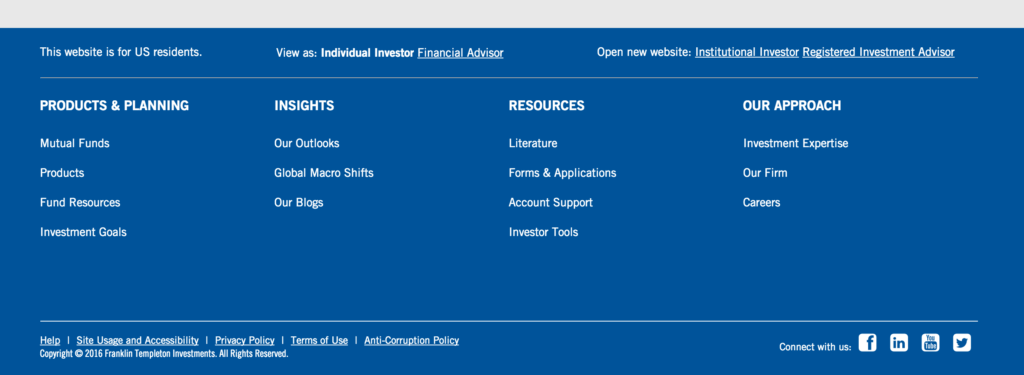 This website is for US residents. View as: Individual Investor Financial Advisor Open new website: Institutional Investor Registered Investment Advisor
PRODUCTS & PLANNING
Mutual Funds
Products
Fund Resources
Investment Goals
INSIGHTS
Our Outlooks
Global Macro Shifts
Our Blogs
RESOURCES
Literature
Forms & Applications
Account Support
Investor Tools
OUR APPROACH
Investment Expertise
Our Firm
Careers
Help | Site Usage and Accessibility | Privacy Policy | Terms of Use | Anti-Corruption Policy
Copyright © 2016 Franklin Templeton Investments. All Rights Reserved.
Connect with us: f in You Tube